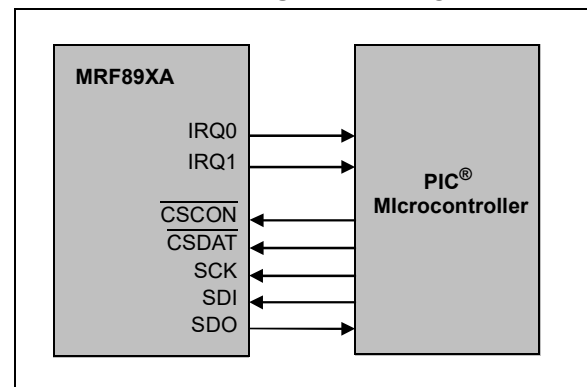 MRF89XA
IRQ0
IRQ1
PIC®
MIcrocontroller
CSCON
CSDAT
SCK
SDI
SDO